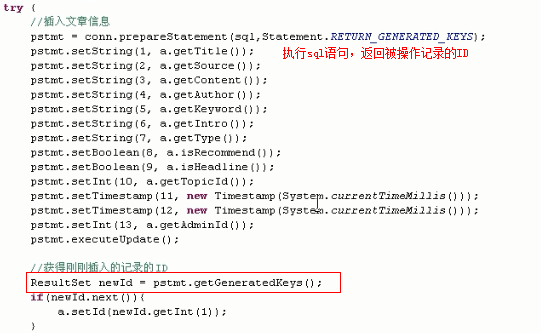 try {
//插入文章信息
pstmt = conn.prepareStatement(sql,Statement.RETURN_GENERATED_KEYS);
pstmt.setString(1, a.getTitle());
执行sql语句，返回被操作记录的ID
pstmt.setString(2, a.getSource());
pstmt.setString(3, a.getContent());
pstmt.setString(4, a.getAuthor());
pstmt.setString(5, a.getKeyword());
pstmt.setString(6, a.getIntro());
pstmt.setString(7, a.getType());
pstmt.setBoolean(8, a.isRecommend());
pstmt.setBoolean(9, a.isHeadline());
pstmt.setInt(10, a.getTopicId());
pstmt.setTimestamp(11, new Timestamp(System.currentTimeMillis()));
pstmt.setTimestamp(12, new Timestamp(System.currentTimeMillis()));
pstmt.setInt(13, a.getAdminId());
pstmt.executeUpdate();
//获得刚刚插入的记录的ID
ResultSet newId = pstmt.getGeneratedKeys();
if(newId.next()){
a.setId(newId.getInt(1));
}